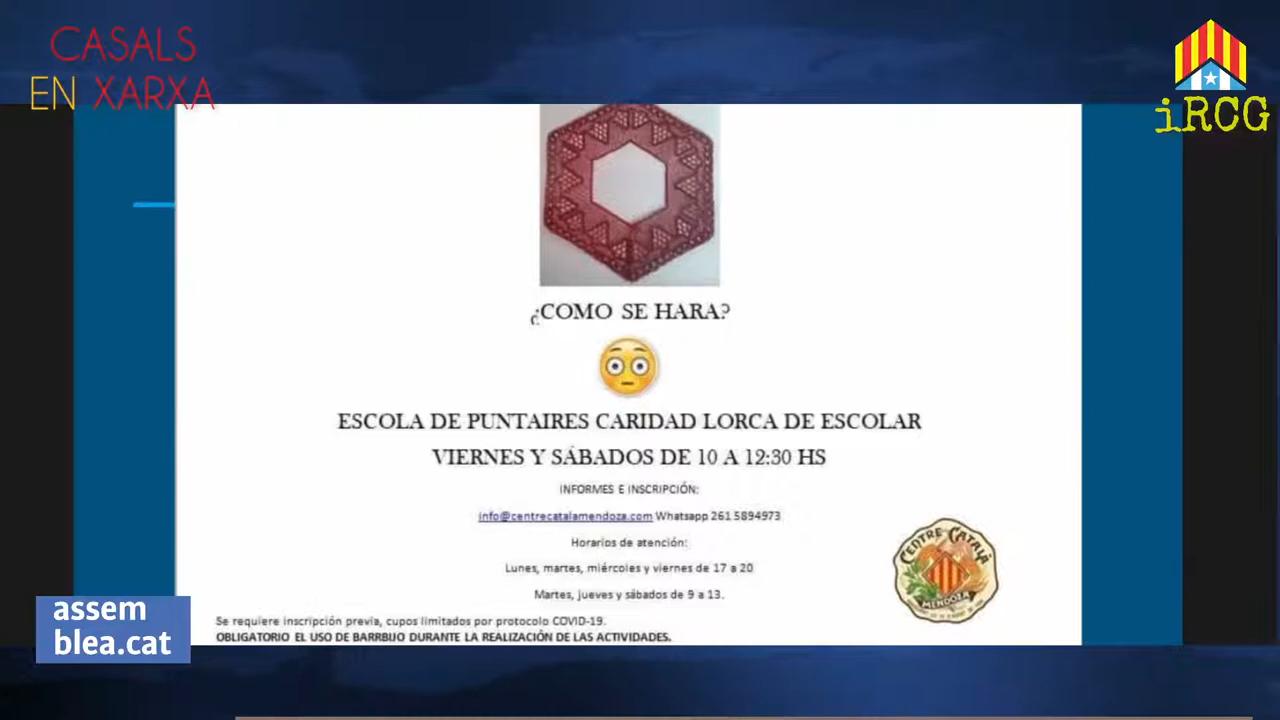 CASALS
EN XARXA
iRCG
¿COMO SE HARA?
ESCOLA DE PUNTAIRES CARIDAD LORCA DE ESCOLAR
VIERNES Y SÁBADOS DE 10 A 12:30 HS
INFORMES E INSCRIPCIÓN:
info@centrecatalamendoza.com Whatsapp 261 5894973
Horarios de atención:
Lunes, martes, miércoles y viernes de 17 a 20
Martes, jueves y sábados de 9 a 13.
CENTRE CATALÀ
MENDOZA
Se requiere inscripción previa, cupos limitados por protocolo COVID-19.
OBLIGATORIO EL USO DE BARRBIJO DURANTE LA REALIZACIÓN DE LAS ACTIVIDADES.
assem
blea.cat